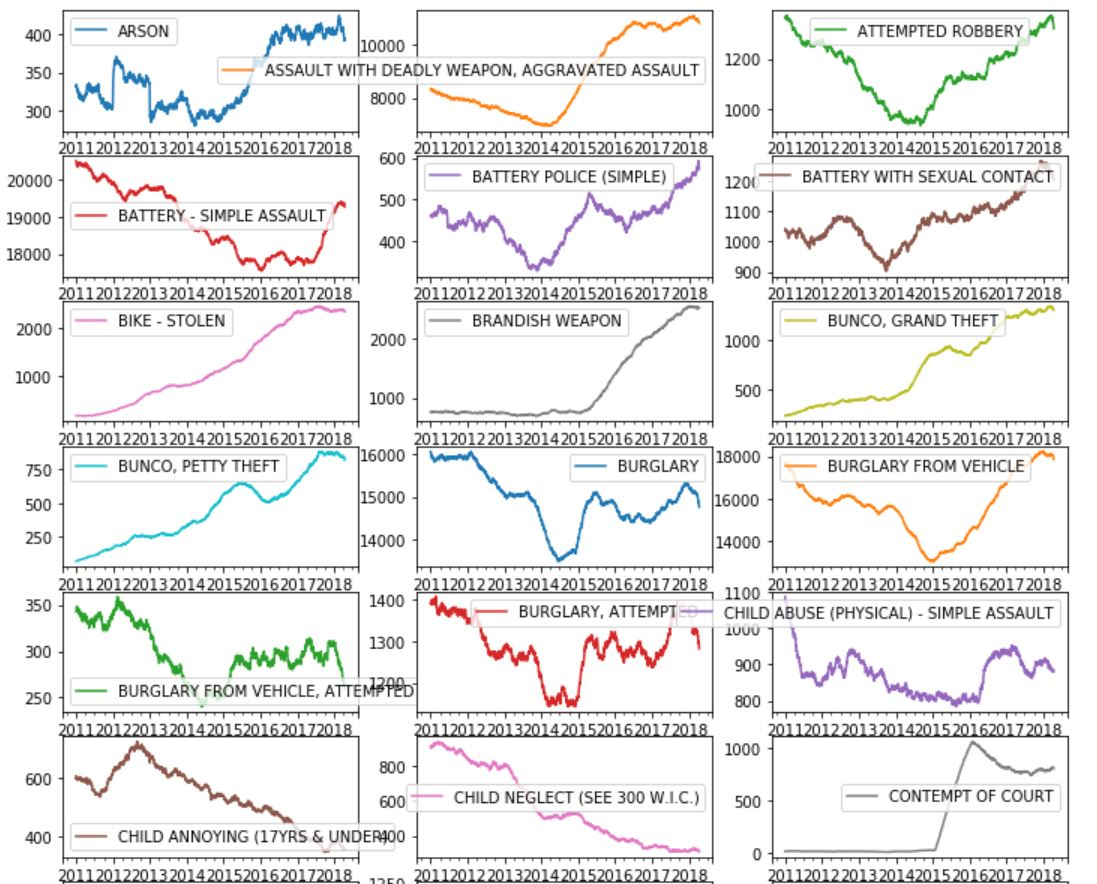 400
350
300
ARSON
10000
8000
ASSAULT WITH DEADLY WEAPON, AGGRAVATED ASSAULT
1200
1000
ATTEMPTED ROBBERY
2011 2012 2013 2014 2015 2016 2017 2018
2011 2012 2013 2014 2015 2016 2017 2018
2011 2012 2013 2014 2015 2016 2017 2018
20000
19000
18000
BATTERY - SIMPLE ASSAULT
600
500
400
BATTERY POLICE (SIMPLE)
1200
1100
1000
900
BATTERY WITH SEXUAL CONTACT
2011 2012 2013 2014 2015 2016 2017 2018
2011 2012 2013 2014 2015 2016 2017 2018
2011 2012 2013 2014 2015 2016 2017 2018
2000
1000
BIKE - STOLEN
2000
1000
BRANDISH WEAPON
1000
500
BUNCO, GRAND THEFT
2011 2012 2013 2014 2015 2016 2017 2018
2011 2012 2013 2014 2015 2016 2017 2018
2011 2012 2013 2014 2015 2016 2017 2018
750
500
250
BUNCO, PETTY THEFT
16000
15000
14000
BURGLARY
18000
16000
14000
BURGLARY FROM VEHICLE
2011 2012 2013 2014 2015 2016 2017 2018
2011 2012 2013 2014 2015 2016 2017 2018
2011 2012 2013 2014 2015 2016 2017 2018
350
300
250
BURGLARY FROM VEHICLE, ATTEMPTED
1400
1300
1200
BURGLARY, ATTEMPTED
1100
1000
900
800
CHILD ABUSE (PHYSICAL) - SIMPLE ASSAULT
2011 2012 2013 2014 2015 2016 2017 2018
2011 2012 2013 2014 2015 2016 2017 2018
2011 2012 2013 2014 2015 2016 2017 2018
600
400
CHILD ANNOYING (17YRS & UNDER)
800
600
400
CHILD NEGLECT (SEE 300 W.I.C.)
1000
500
0
CONTEMPT OF COURT
2011 2012 2013 2014 2015 2016 2017 2018
2011 2012 2013 2014 2015 2016 2017 2018
2011 2012 2013 2014 2015 2016 2017 2018